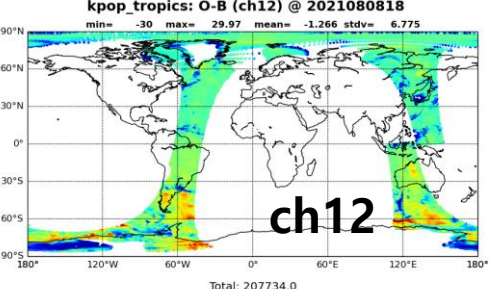 kpop_tropics: O-B (ch12) @ 2021080818
min= -30 max= 29.97 mean= -1.266 stdv= 6.775
90°N
60°N
30°N
0°
30°S
60°S
90°S
ch12
180° 120°W 60°W 0° 60°E 120°E 180°
Total: 207734.0